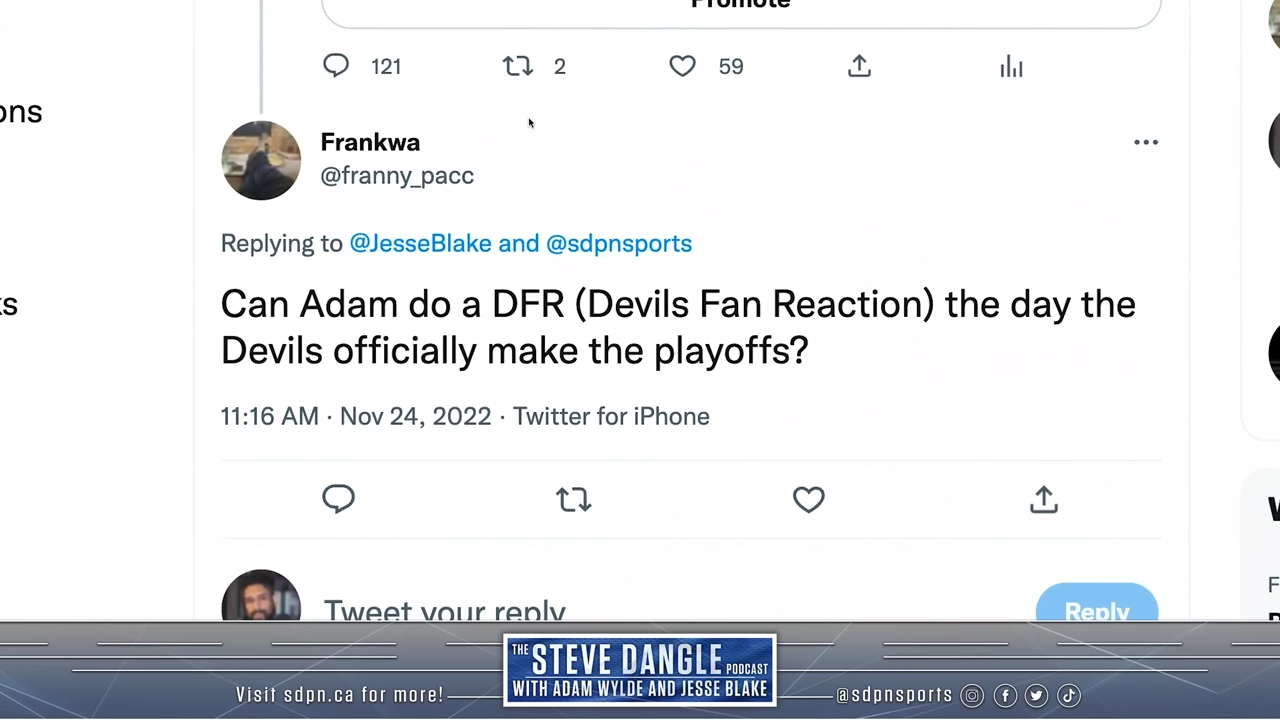 Promote
121 2 59
ons
Frankwa
@franny_pacc
Replying to @JesseBlake and @sdpnsports
Can Adam do a DFR (Devils Fan Reaction) the day the
Devils officially make the playoffs?
11:16 AM · Nov 24, 2022 · Twitter for iPhone
Tweet your reply
Reply
THE STEVE DANGLE PODCAST
WITH ADAM WYLDE AND JESSE BLAKE
Visit sdpn.ca for more!
@sdpnsports